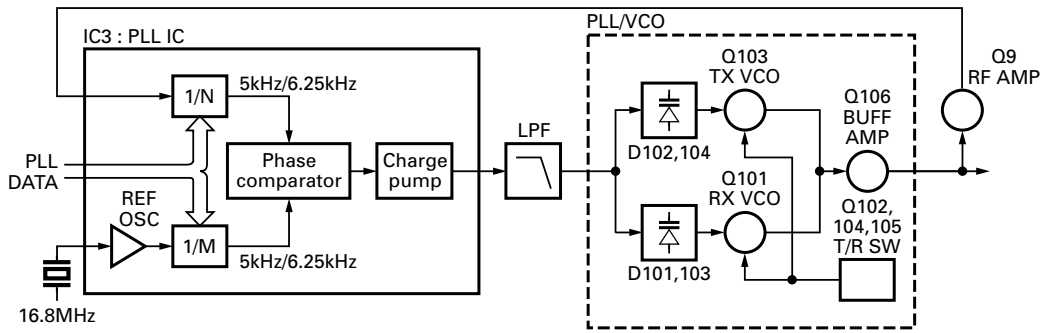 PLL/VCO
IC3 : PLL IC
Q103
TX VCO
Q9
RF AMP
1/N
5kHz/6.25kHz
Q106
BUFF
AMP
LPF
D102,104
PLL
DATA
Phase
comparator
Charge
pump
Q101
RX VCO
REF
OSC
1/M
5kHz/6.25kHz
Q102,
104,105
T/R SW
D101,103
16.8MHz